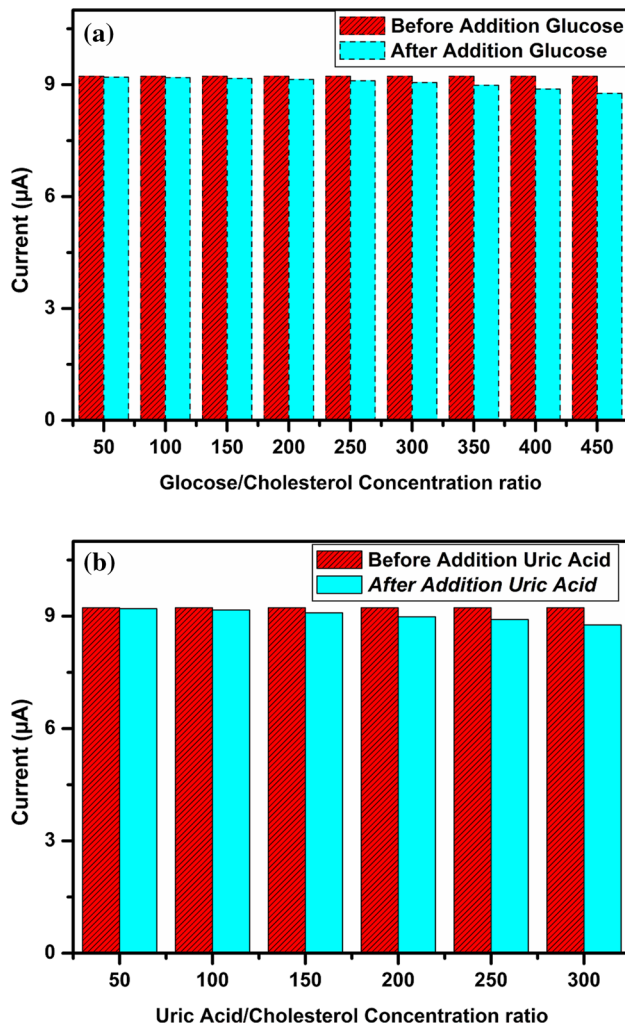 (a)
Before Addition Glucose
After Addition Glucose
9
6
3
0
Current (µA)
50 100 150 200 250 300 350 400 450
Glocose/Cholesterol Concentration ratio
(b)
Before Addition Uric Acid
After Addition Uric Acid
9
6
3
0
Current (µA)
50 100 150 200 250 300
Uric Acid/Cholesterol Concentration ratio